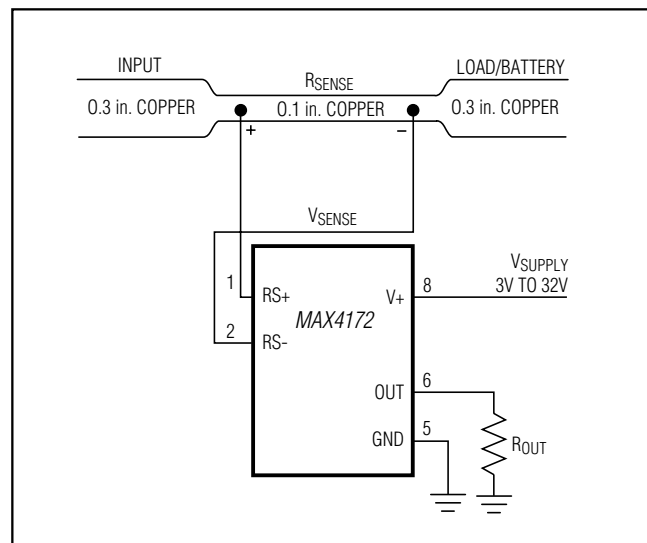 INPUT
RSENSE
LOAD/BATTERY
0.3 in. COPPER
0.1 in. COPPER
0.3 in. COPPER
+
–
VSENSE
VSUPPLY
3V TO 32V
1
RS+
V+
8
MAX4172
2
RS-
OUT
6
GND
5
ROUT